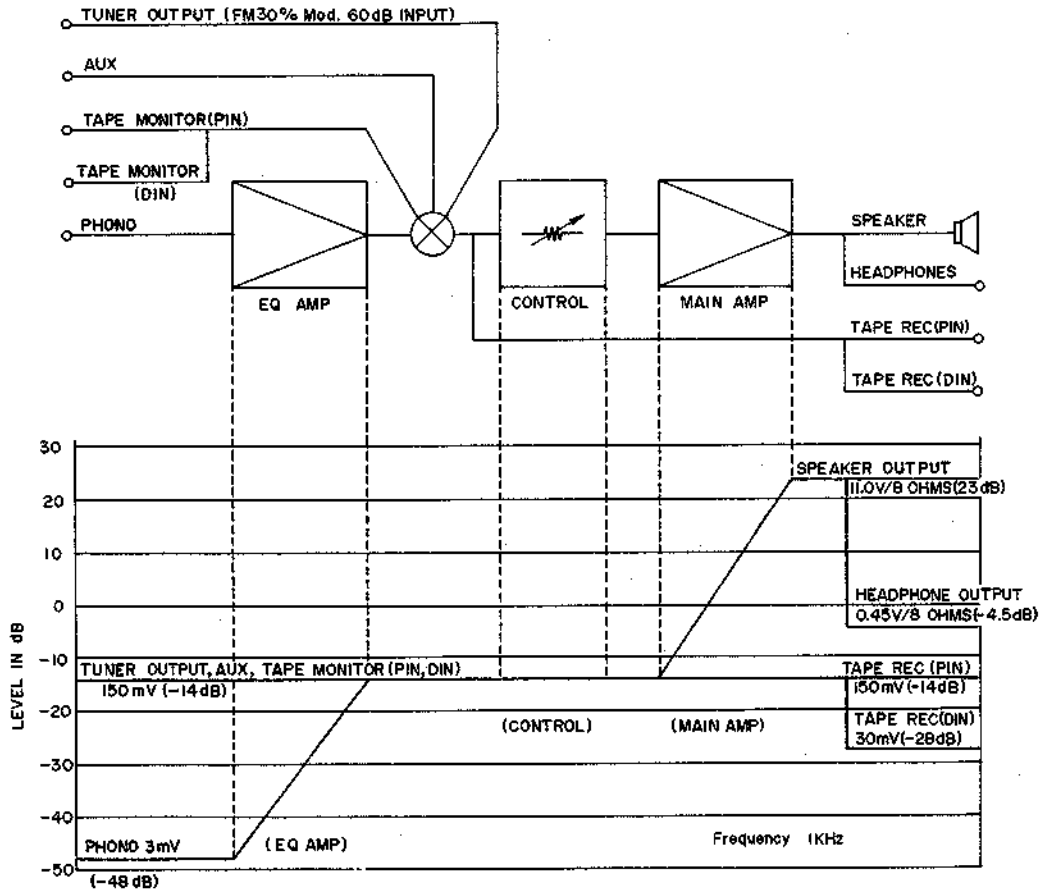 TUNER OUTPUT (FM30% Mod. 60dB INPUT)
AUX
TAPE MONITOR(PIN)
TAPE MONITOR
(DIN)
PHONO
EQ AMP
CONTROL
MAIN AMP
SPEAKER
HEADPHONES
TAPE REC(PIN)
TAPE REC(DIN)
LEVEL IN dB
30
20
10
0
-10
-20
-30
-40
-50
SPEAKER OUTPUT
11.0V/8 OHMS(23dB)
HEADPHONE OUTPUT
0.45V/8 OHMS(-4.5dB)
TUNER OUTPUT, AUX, TAPE MONITOR(PIN, DIN)
150mV (-14dB)
TAPE REC (PIN)
150mV(-14dB)
TAPE REC(DIN)
30mV(-28dB)
(CONTROL)
(MAIN AMP)
PHONO 3mV
(-48dB)
(EQ AMP)
Frequency 1KHz